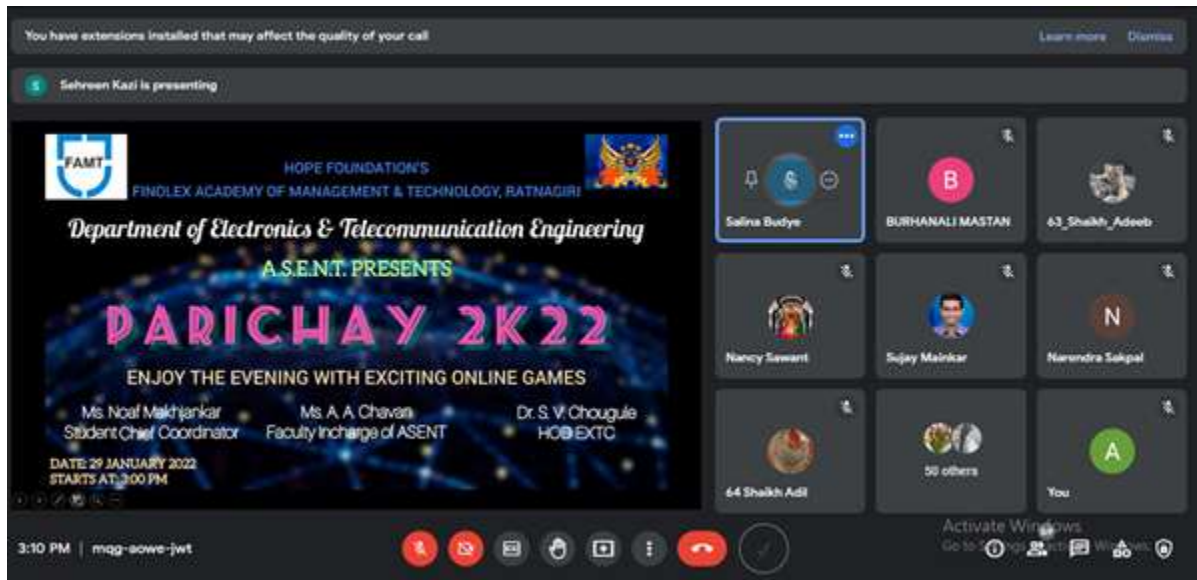 You have extensions installed that may affect the quality of your call
Learn more
Dismiss
S
Sehreen Kazi is presenting
FAMT
HOPE FOUNDATION'S
FINOLEX ACADEMY OF MANAGEMENT & TECHNOLOGY, RATNAGIRI
Department of Electronics & Telecommunication Engineering
A.S.E.N.T. PRESENTS
PARICHAY 2K22
ENJOY THE EVENING WITH EXCITING ONLINE GAMES
Ms. Noaf Makhjankar
Student Chief Coordinator
Ms. A. A. Chavan
Faculty Incharge of ASENT
Dr. S. V. Chougule
HOD EXTC
DATE: 29 JANUARY 2022
STARTS AT: 3:00 PM
Salina Budye
B
BURHANALI MASTAN
63_Shaikh_Adeeb
Nancy Sawant
Sujay Mainkar
N
Narendra Sakpal
64 Shaikh Adil
50 others
A
You
3:10 PM | mqg-aowe-jwt
Activate Windows
Go to Settings